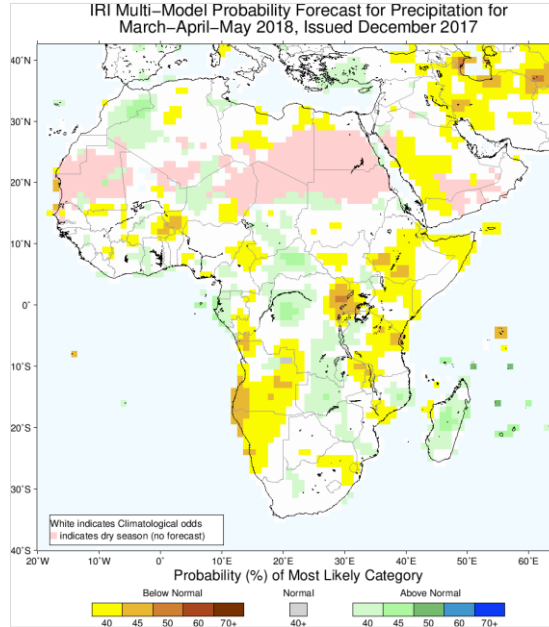 IRI Multi-Model Probability Forecast for Precipitation for
March-April-May 2018, Issued December 2017
40°N
30°N
20°N
10°N
0°
10°S
20°S
30°S
40°S
White indicates Climatological odds
indicates dry season (no forecast)
20°W 10°W 0° 10°E 20°E 30°E 40°E 50°E 60°E
Probability (%) of Most Likely Category
Below Normal Normal Above Normal
40 45 50 60 70+ 40+ 40 45 50 60 70+